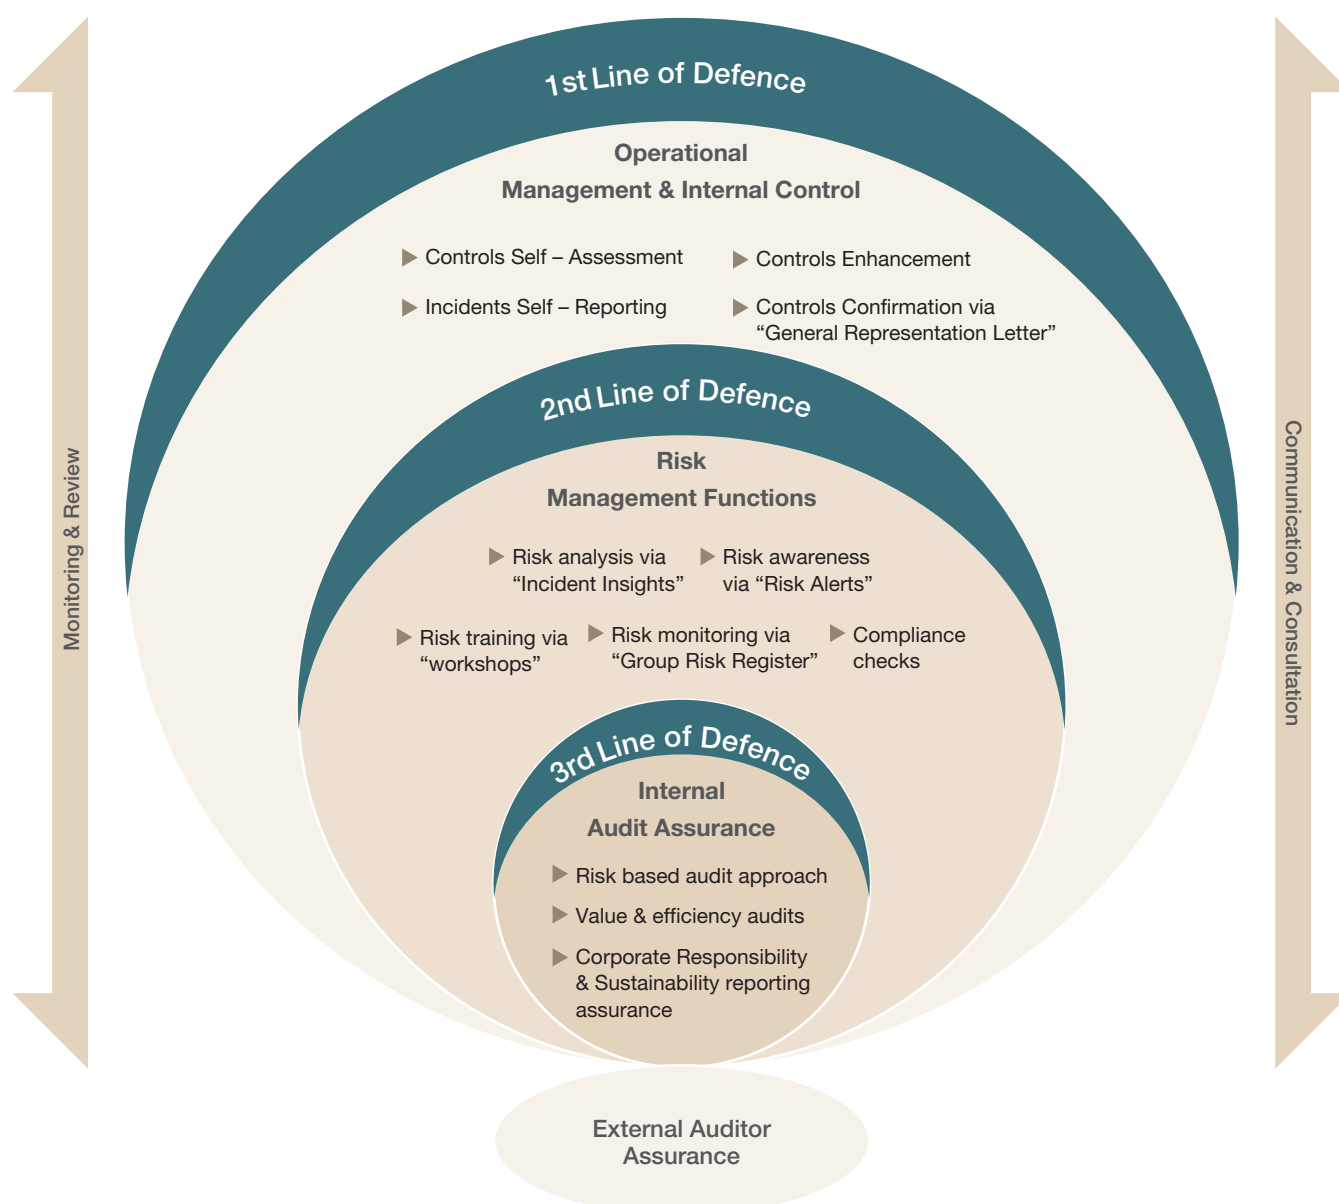 1st Line of Defence
Operational
Management & Internal Control
Controls Self – Assessment
Controls Enhancement
Incidents Self – Reporting
Controls Confirmation via
“General Representation Letter”
2nd Line of Defence
Risk
Management Functions
Risk analysis via
“Incident Insights”
Risk awareness
via “Risk Alerts”
Risk training via
“workshops”
Risk monitoring via
“Group Risk Register”
Compliance
checks
3rd Line of Defence
Internal
Audit Assurance
Risk based audit approach
Value & efficiency audits
Corporate Responsibility
& Sustainability reporting
assurance
External Auditor
Assurance
Monitoring & Review
Communication & Consultation